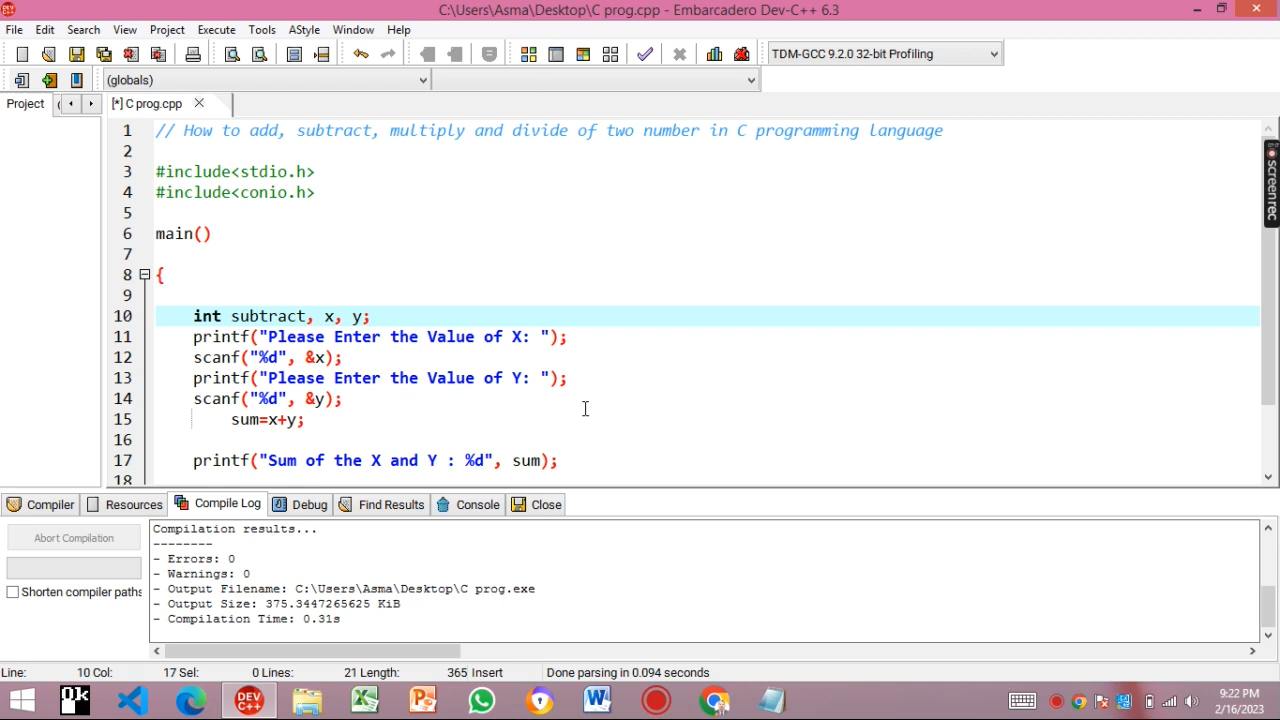 C:\Users\Asma\Desktop\C prog.cpp - Embarcadero Dev-C++ 6.3
File Edit Search View Project Execute Tools AStyle Window Help
TDM-GCC 9.2.0 32-bit Profiling
(globals)
Project
[*] C prog.cpp
1 // How to add, subtract, multiply and divide of two number in C programming language
2
3 #include<stdio.h>
4 #include<conio.h>
5
6 main()
7
8 {
9
10 int subtract, x, y;
11 printf("Please Enter the Value of X: ");
12 scanf("%d", &x);
13 printf("Please Enter the Value of Y: ");
14 scanf("%d", &y);
15 sum=x+y;
16
17 printf("Sum of the X and Y : %d", sum);
18
screenrec
Compiler Resources Compile Log Debug Find Results Console Close
Abort Compilation
Shorten compiler paths
Compilation results...
--------
- Errors: 0
- Warnings: 0
- Output Filename: C:\Users\Asma\Desktop\C prog.exe
- Output Size: 375.3447265625 KiB
- Compilation Time: 0.31s
Line: 10 Col: 17 Sel: 0 Lines: 21 Length: 365 Insert Done parsing in 0.094 seconds
Ok
DEV C++
9:22 PM
2/16/2023